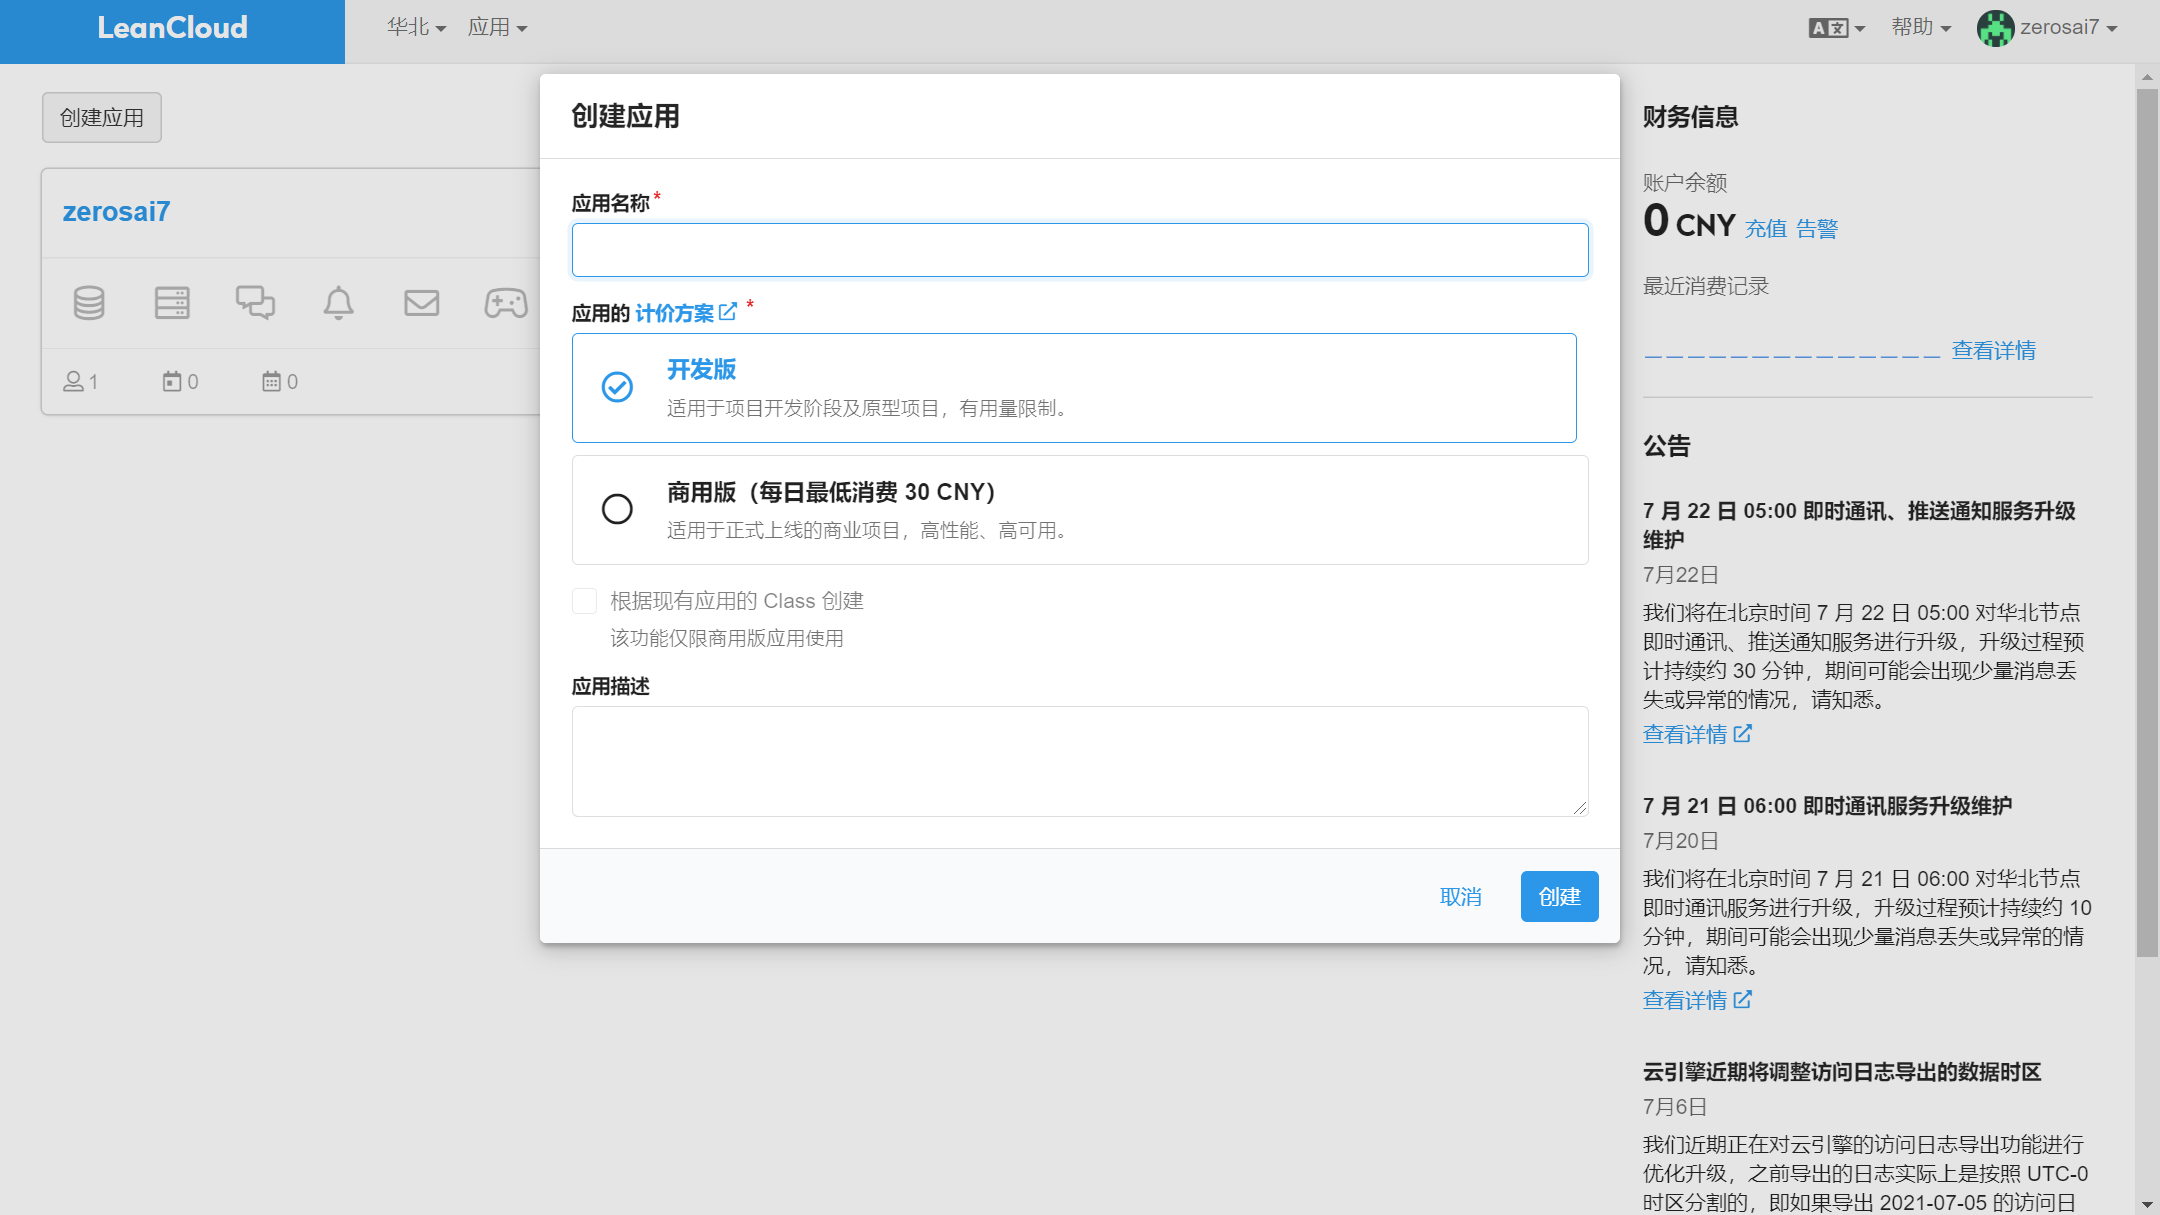 LeanCloud
华北
应用
A 文
帮助
zerosai7
创建应用
zerosai7
1
0
0
创建应用
应用名称*
应用的 计价方案 *
开发版
适用于项目开发阶段及原型项目，有用量限制。
商用版（每日最低消费 30 CNY）
适用于正式上线的商业项目，高性能、高可用。
根据现有应用的 Class 创建
该功能仅限商用版应用使用
应用描述
取消
创建
财务信息
账户余额
0 CNY 充值 告警
最近消费记录
查看详情
公告
7 月 22 日 05:00 即时通讯、推送通知服务升级
维护
7月22日
我们将在北京时间 7 月 22 日 05:00 对华北节点
即时通讯、推送通知服务进行升级，升级过程预
计持续约 30 分钟，期间可能会出现少量消息丢
失或异常的情况，请知悉。
查看详情
7 月 21 日 06:00 即时通讯服务升级维护
7月20日
我们将在北京时间 7 月 21 日 06:00 对华北节点
即时通讯服务进行升级，升级过程预计持续约 10
分钟，期间可能会出现少量消息丢失或异常的情
况，请知悉。
查看详情
云引擎近期将调整访问日志导出的数据时区
7月6日
我们近期正在对云引擎的访问日志导出功能进行
优化升级，之前导出的日志实际上是按照 UTC-0
时区分割的，即如果导出 2021-07-05 的访问日